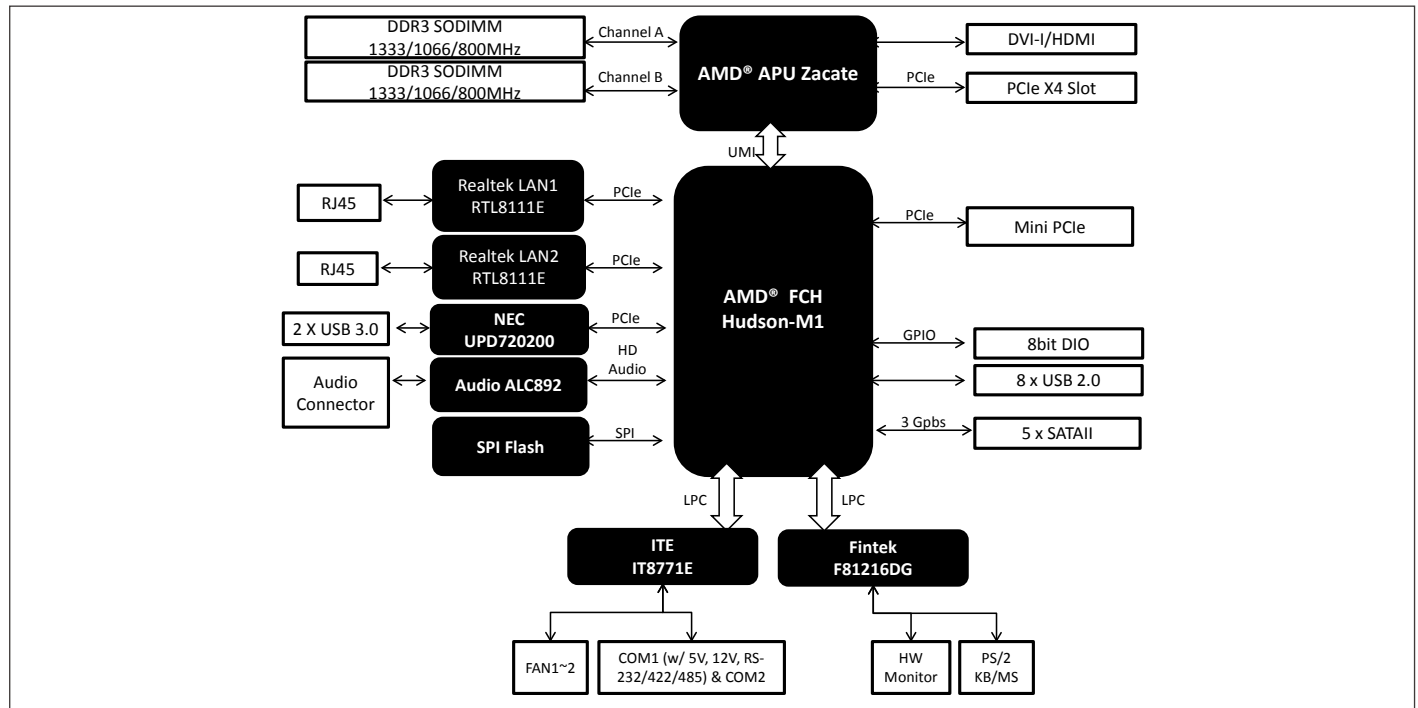 DDR3 SODIMM
1333/1066/800MHz
Channel A
DDR3 SODIMM
1333/1066/800MHz
Channel B
AMD® APU Zacate
DVI-I/HDMI
PCIe
PCIe X4 Slot
UMI
RJ45
Realtek LAN1
RTL8111E
PCIe
RJ45
Realtek LAN2
RTL8111E
PCIe
2 X USB 3.0
NEC
UPD720200
PCIe
Audio
Connector
Audio ALC892
HD
Audio
SPI Flash
SPI
AMD® FCH
Hudson-M1
PCIe
Mini PCIe
GPIO
8bit DIO
8 x USB 2.0
3 Gpbs
5 x SATAII
LPC
LPC
ITE
IT8771E
Fintek
F81216DG
FAN1~2
COM1 (w/ 5V, 12V, RS-
232/422/485) & COM2
HW
Monitor
PS/2
KB/MS